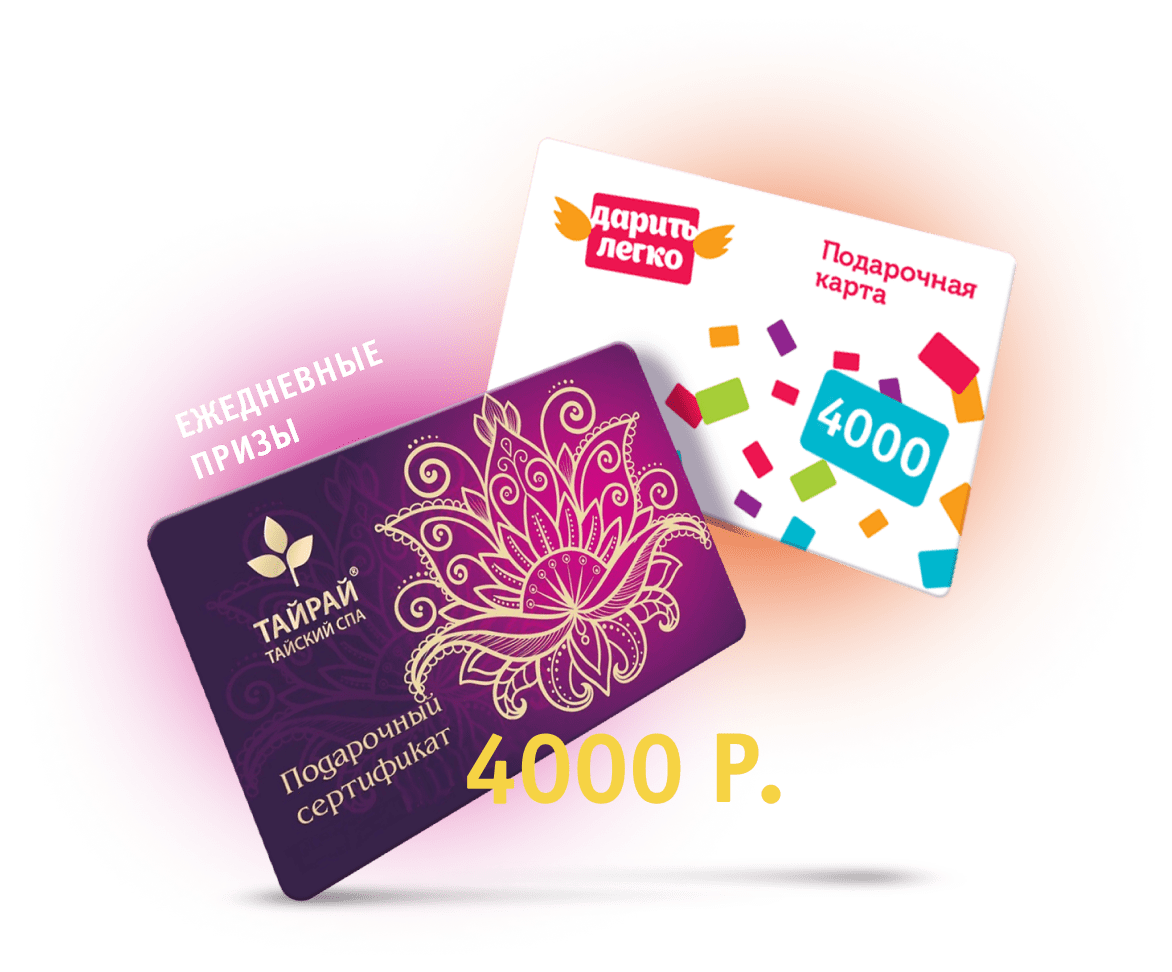 дарить
легко
Подарочная
карта
4000
ЕЖЕДНЕВНЫЕ
ПРИЗЫ
ТАЙРАЙ®
ТАЙСКИЙ СПА
Подарочный
сертификат
4000 Р.